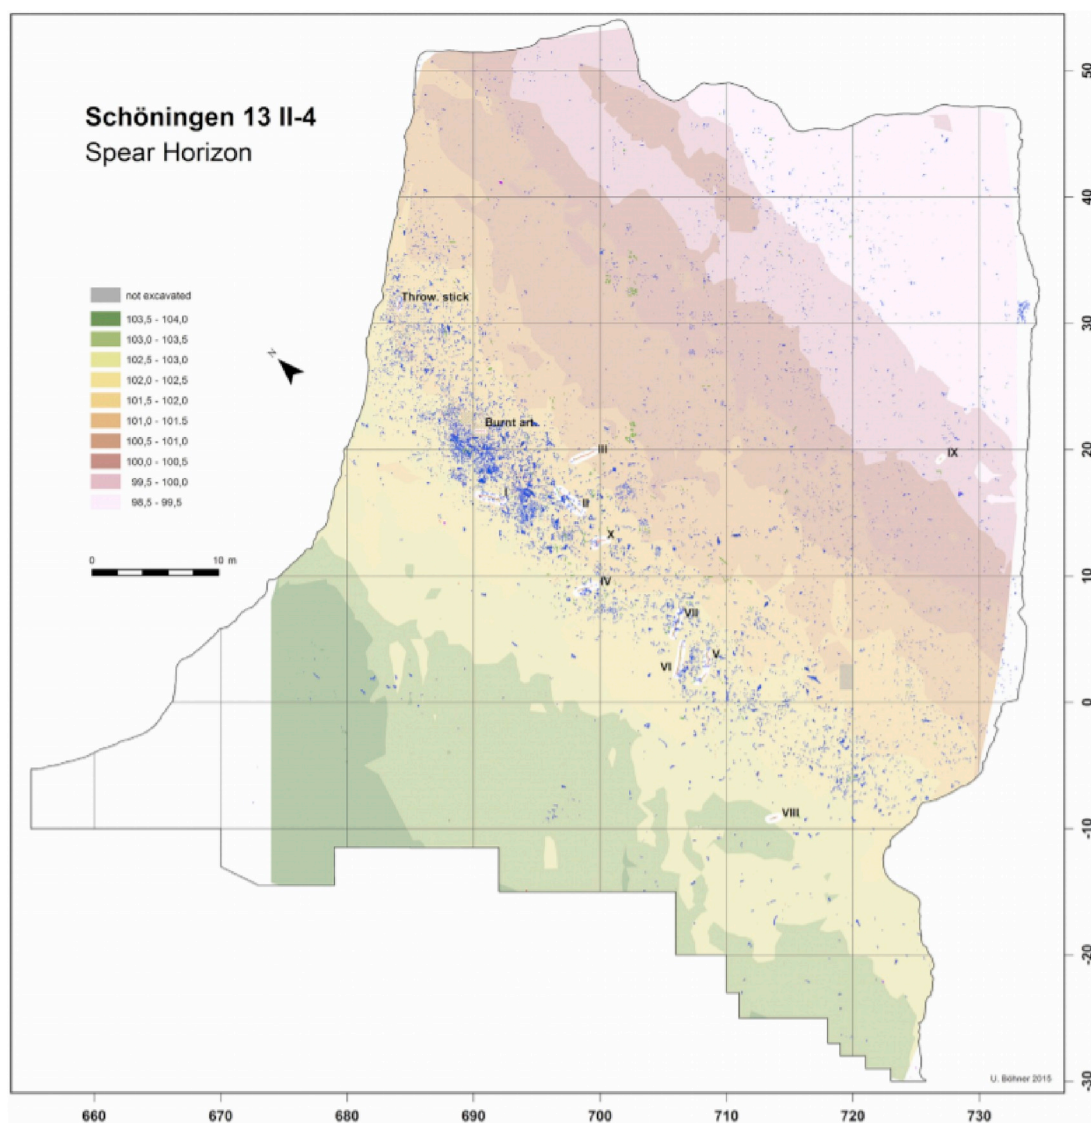 Schöningen 13 II-4
Spear Horizon
not excavated
103,5 - 104,0
103,0 - 103,5
102,5 - 103,0
102,0 - 102,5
101,5 - 102,0
101,0 - 101,5
100,5 - 101,0
100,0 - 100,5
99,5 - 100,0
98,5 - 99,5
0 10 m
N
Throw. stick
Burnt art.
III
IX
I
II
X
IV
VII
VI
V
VIII
50
40
30
20
10
0
-10
-20
-30
U. Böhner 2015
660 670 680 690 700 710 720 730